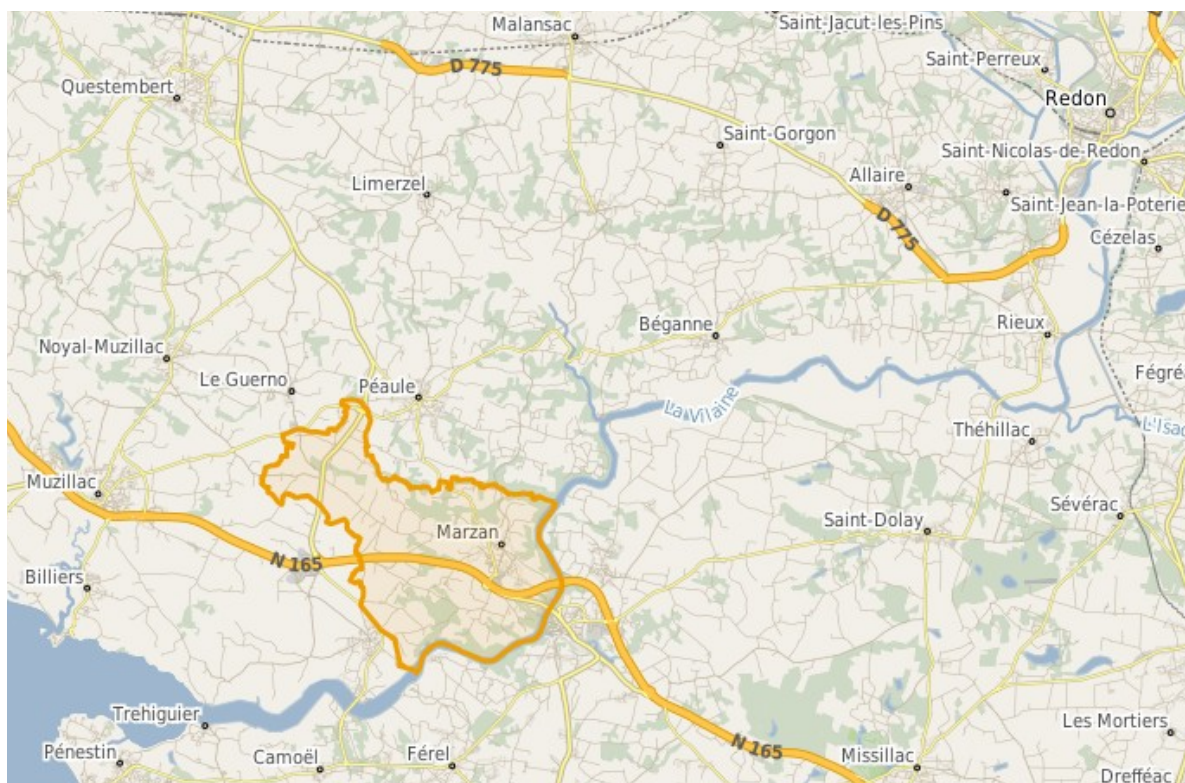 Malansac
Saint-Jacut-les-Pins
D 775
Saint-Perreux
Questembert
Redon
Saint-Gorgon
Saint-Nicolas-de-Redon
Limerzel
Allaire
Saint-Jean-la-Poterie
D 775
Cézelas
Béganne
Rieux
Noyal-Muzillac
Le Guerno
Péaule
Fégréa
La Vilaine
Théhillac
L'Isac
Muzillac
Sévérac
Marzan
Saint-Dolay
N 165
Billiers
Trehiguier
Les Mortiers
Pénestin
Camoël
Férel
N 165
Missillac
Drefféac